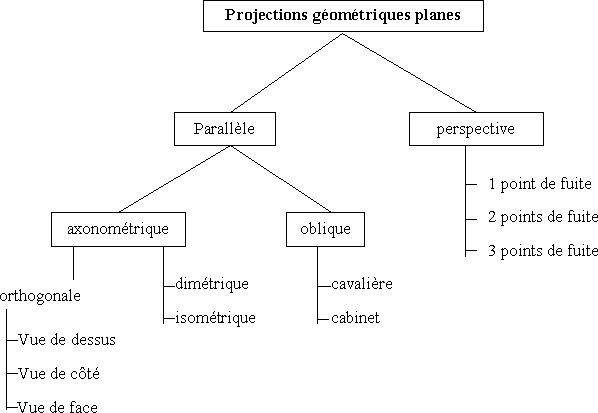 Projections géométriques planes
Parallèle
perspective
1 point de fuite
2 points de fuite
3 points de fuite
axonométrique
oblique
orthogonale
dimétrique
isométrique
cavalière
cabinet
Vue de dessus
Vue de côté
Vue de face